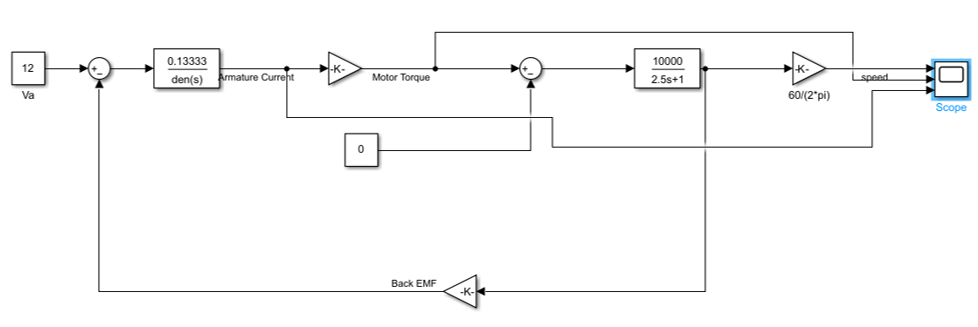 12
Va
+
−
0.13333
den(s)
Armature Current
-K-
Motor Torque
+
−
10000
2.5s+1
-K-
60/(2*pi)
speed
Scope
0
Back EMF
-K-